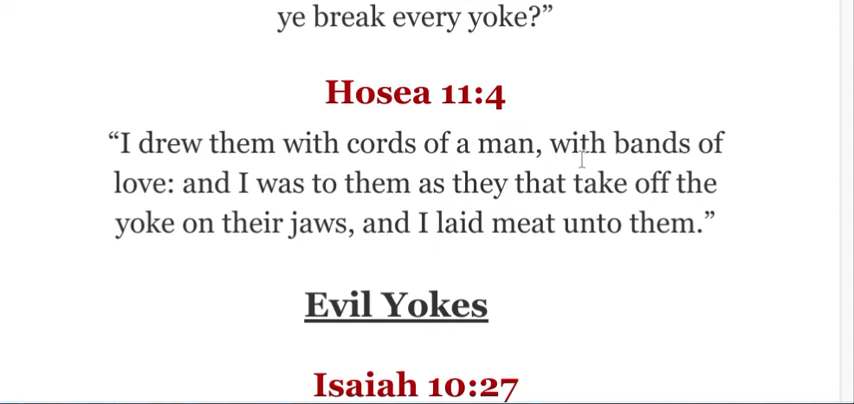 ye break every yoke?”
Hosea 11:4
“I drew them with cords of a man, with bands of
love: and I was to them as they that take off the
yoke on their jaws, and I laid meat unto them.”
Evil Yokes
Isaiah 10:27